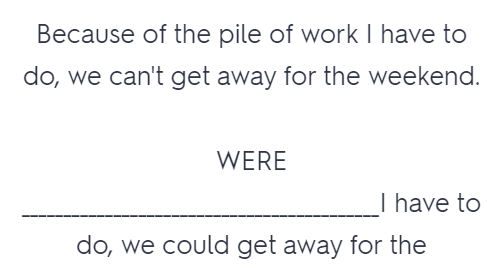 Because of the pile of work I have to
do, we can't get away for the weekend.
WERE
___________________________________________I have to
do, we could get away for the